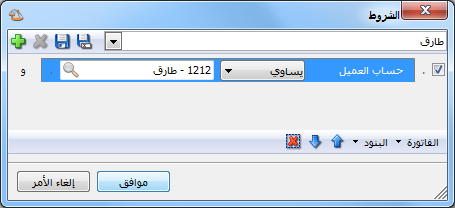 الشروط
طارق
. حساب العميل يساوي 1212 - طارق . و
الفاتورة البنود
موافق إلغاء الأمر